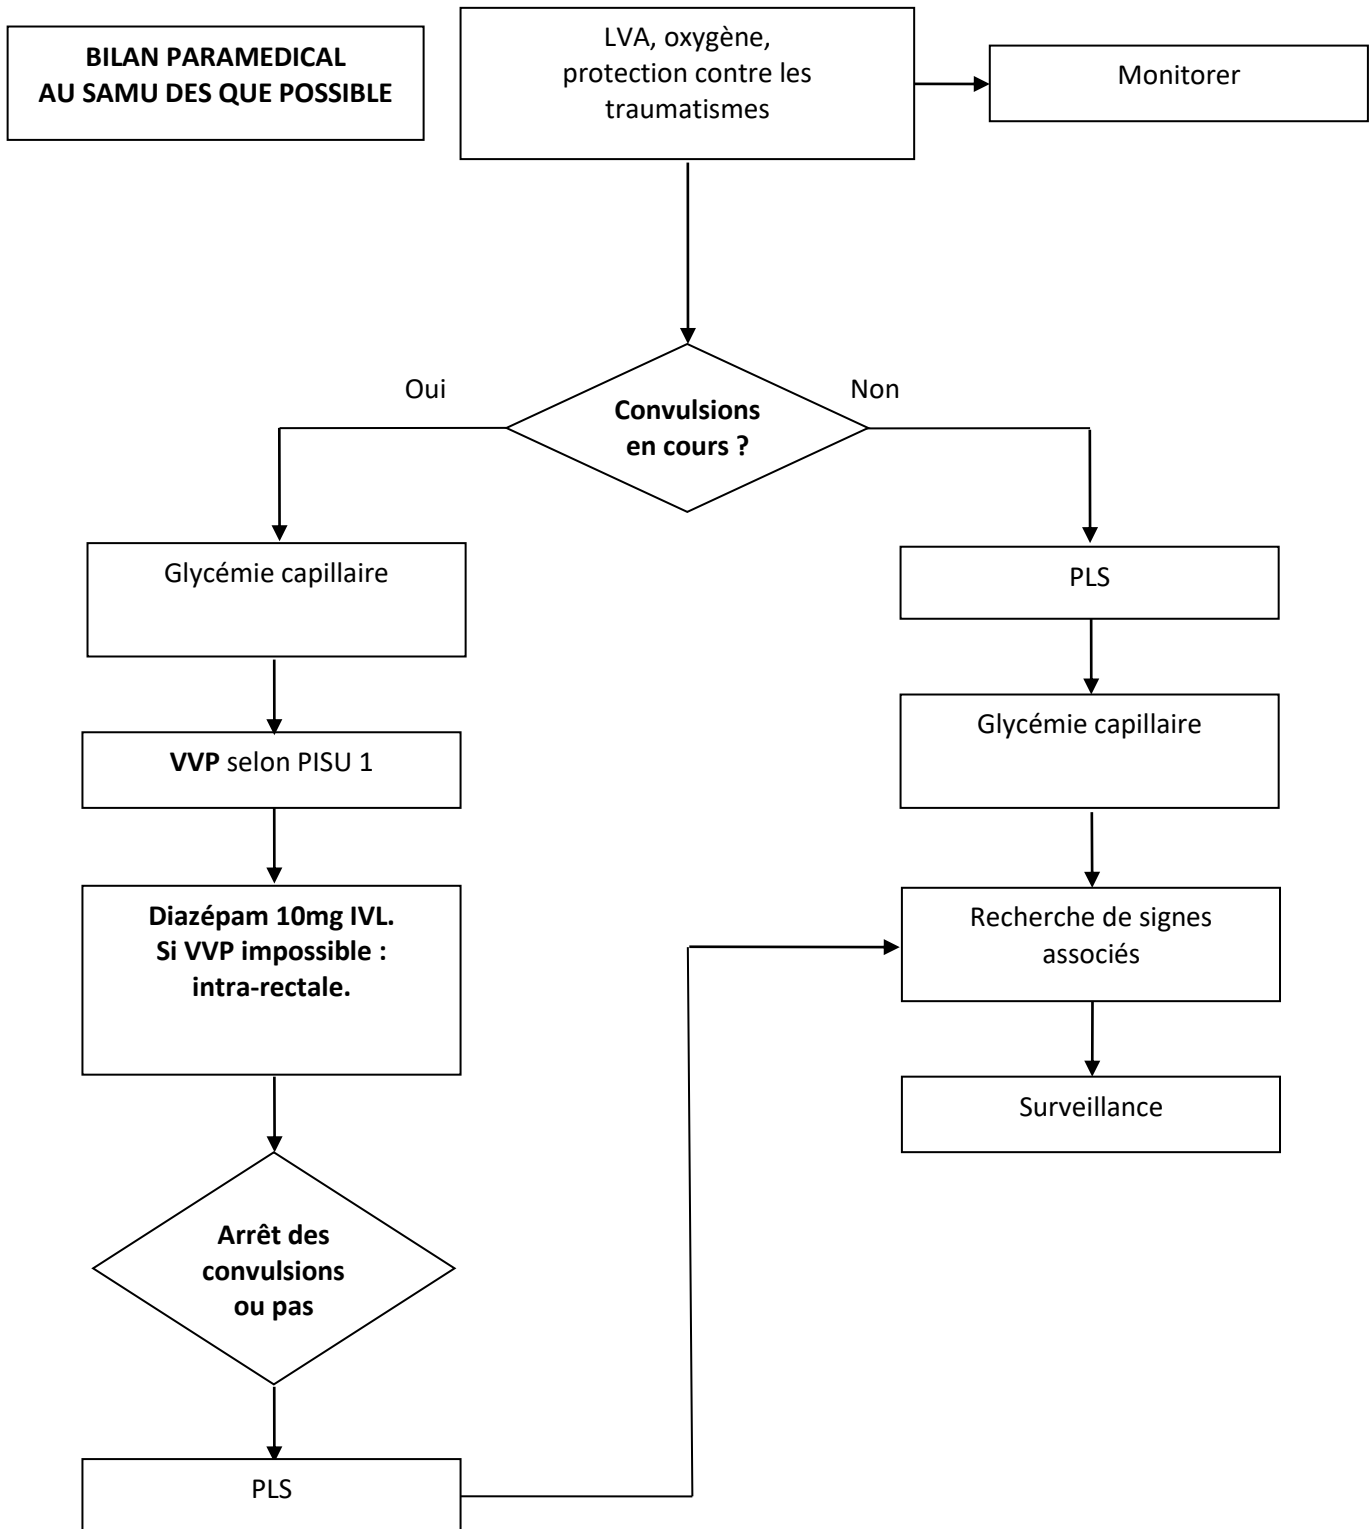 BILAN PARAMEDICAL
AU SAMU DES QUE POSSIBLE
LVA, oxygène,
protection contre les
traumatismes
Monitorer
Oui
Non
Convulsions
en cours ?
Glycémie capillaire
PLS
VVP selon PISU 1
Glycémie capillaire
Diazépam 10mg IVL.
Si VVP impossible :
intra-rectale.
Recherche de signes
associés
Surveillance
Arrêt des
convulsions
ou pas
PLS